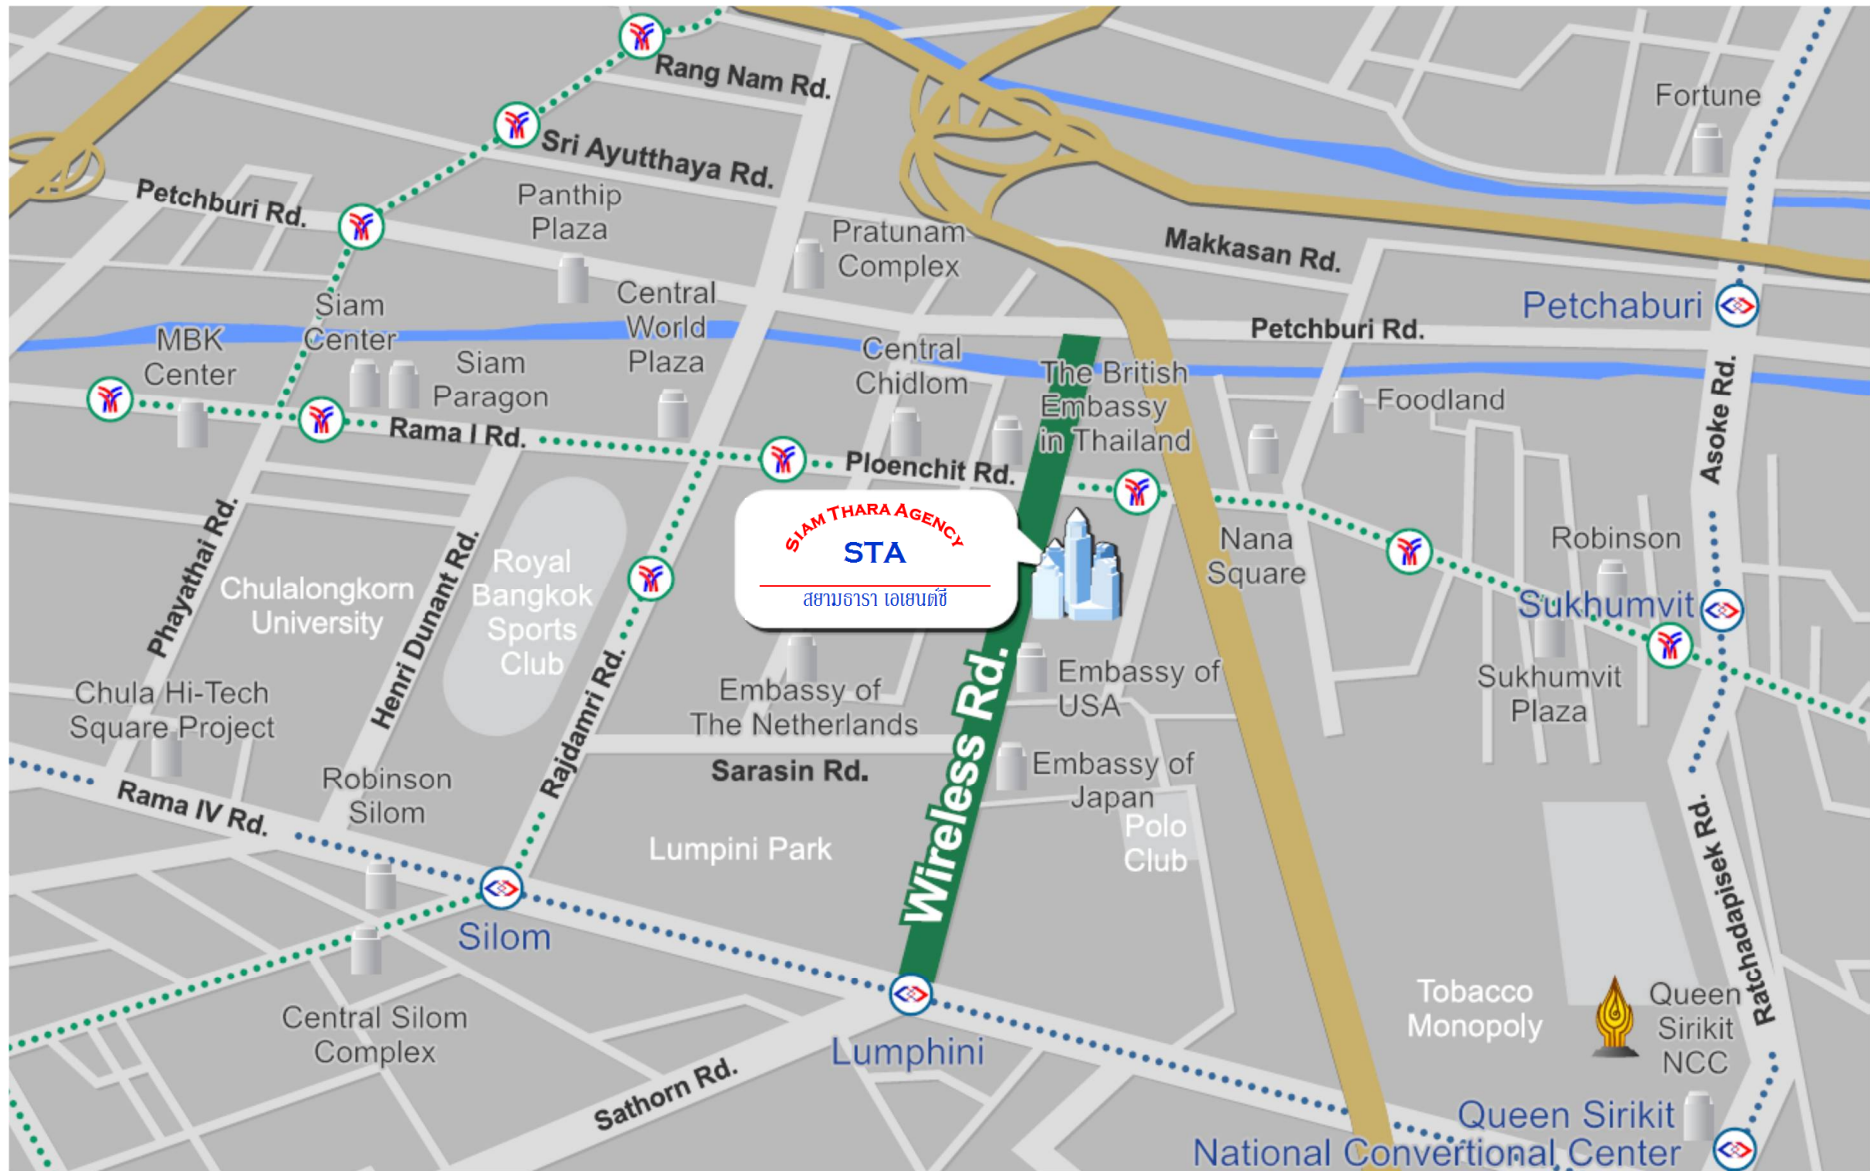 Rang Nam Rd.
Fortune
Sri Ayutthaya Rd.
Petchburi Rd.
Panthip
Plaza
Pratunam
Complex
Makkasan Rd.
Siam
Center
Central
World
Plaza
Petchaburi
MBK
Center
Siam
Paragon
Central
Chidlom
The British
Embassy
in Thailand
Petchburi Rd.
Foodland
Asoke Rd.
Rama I Rd.
Ploenchit Rd.
Phayathai Rd.
Chulalongkorn
University
Henri Dunant Rd.
Royal
Bangkok
Sports
Club
Rajdamri Rd.
SIAM THARA AGENCY
STA
สยามธารา เอเยนต์ซี
Nana
Square
Robinson
Sukhumvit
Sukhumvit
Plaza
Chula Hi-Tech
Square Project
Embassy of
The Netherlands
Wireless Rd.
Embassy of
USA
Sarasin Rd.
Embassy of
Japan
Polo
Club
Rama IV Rd.
Robinson
Silom
Lumpini Park
Ratchadapisek Rd.
Silom
Central Silom
Complex
Lumphini
Sathorn Rd.
Tobacco
Monopoly
Queen
Sirikit
NCC
Queen Sirikit
National Convertional Center